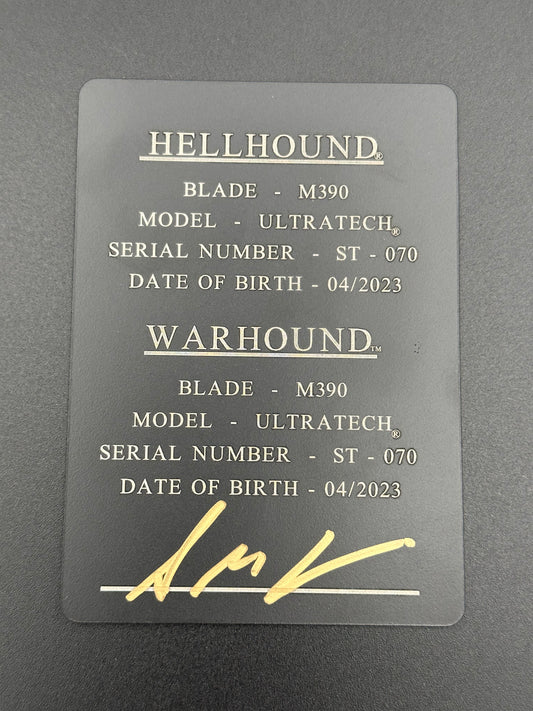 HELLHOUND®
BLADE - M390
MODEL - ULTRATECH®
SERIAL NUMBER - ST - 070
DATE OF BIRTH - 04/2023
WARHOUND™
BLADE - M390
MODEL - ULTRATECH®
SERIAL NUMBER - ST - 070
DATE OF BIRTH - 04/2023